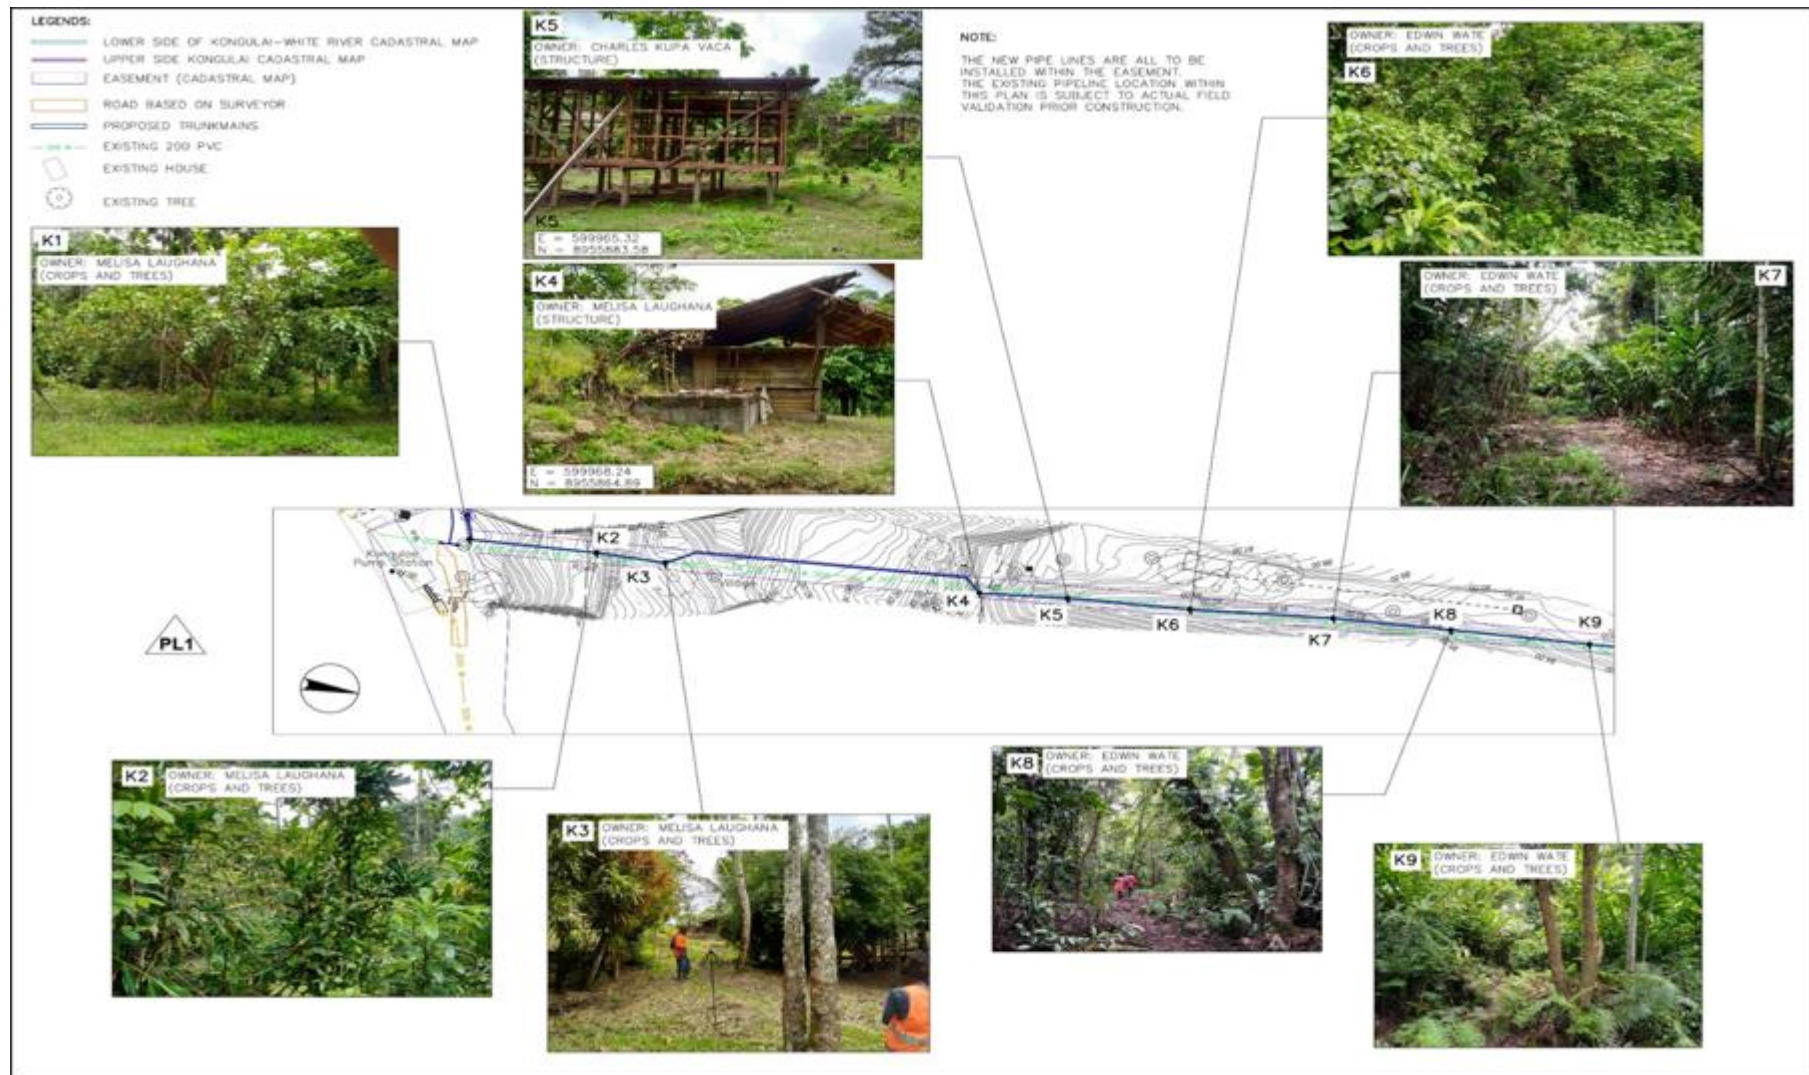 LEGENDS:
LOWER SIDE OF KONGULAI-WHITE RIVER CADASTRAL MAP
UPPER SIDE KONGULAI CADASTRAL MAP
EASEMENT (CADASTRAL MAP)
ROAD BASED ON SURVEYOR
PROPOSED TRUNKMAINS
EXISTING 200 PVC
EXISTING HOUSE
EXISTING TREE
K5
OWNER: CHARLES KUPA VACA
(STRUCTURE)
K5
E = 599965.32
N = 8955883.58
NOTE:
THE NEW PIPE LINES ARE ALL TO BE
INSTALLED WITHIN THE EASEMENT.
THE EXISTING PIPELINE LOCATION WITHIN
THIS PLAN IS SUBJECT TO ACTUAL FIELD
VALIDATION PRIOR CONSTRUCTION.
OWNER: EDWIN WATE
(CROPS AND TREES)
K6
K1
OWNER: MELISA LAUGHANA
(CROPS AND TREES)
K4
OWNER: MELISA LAUGHANA
(STRUCTURE)
E = 599968.24
N = 8955864.89
OWNER: EDWIN WATE
(CROPS AND TREES)
K7
Kongulai
Pump Station
K2
K3
K4
K5
K6
K7
K8
K9
PL1
K2
OWNER: MELISA LAUGHANA
(CROPS AND TREES)
K3
OWNER: MELISA LAUGHANA
(CROPS AND TREES)
K8
OWNER: EDWIN WATE
(CROPS AND TREES)
K9
OWNER: EDWIN WATE
(CROPS AND TREES)